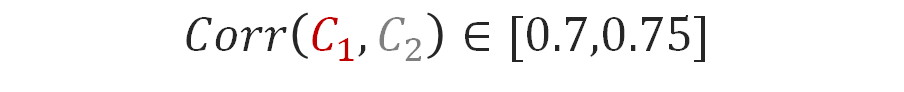 Corr(C₁, C₂) ∈ [0.7,0.75]